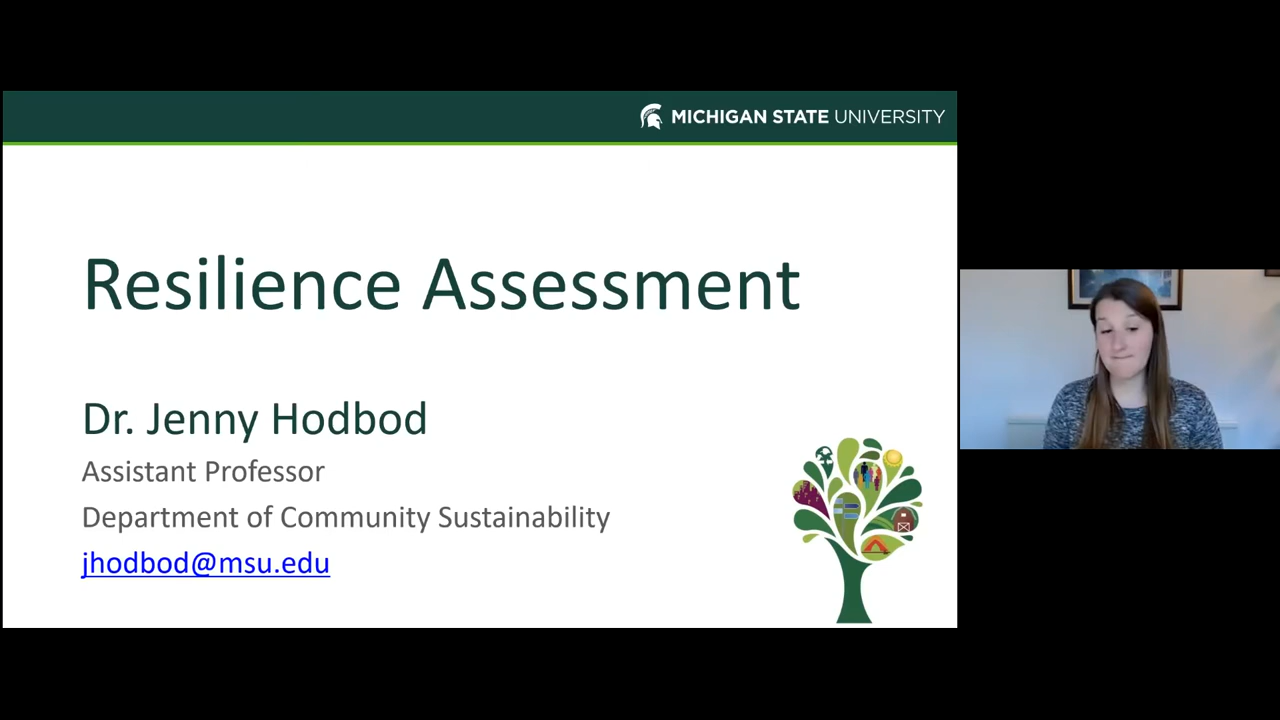 MICHIGAN STATE UNIVERSITY
Resilience Assessment
Dr. Jenny Hodbod
Assistant Professor
Department of Community Sustainability
jhodbod@msu.edu